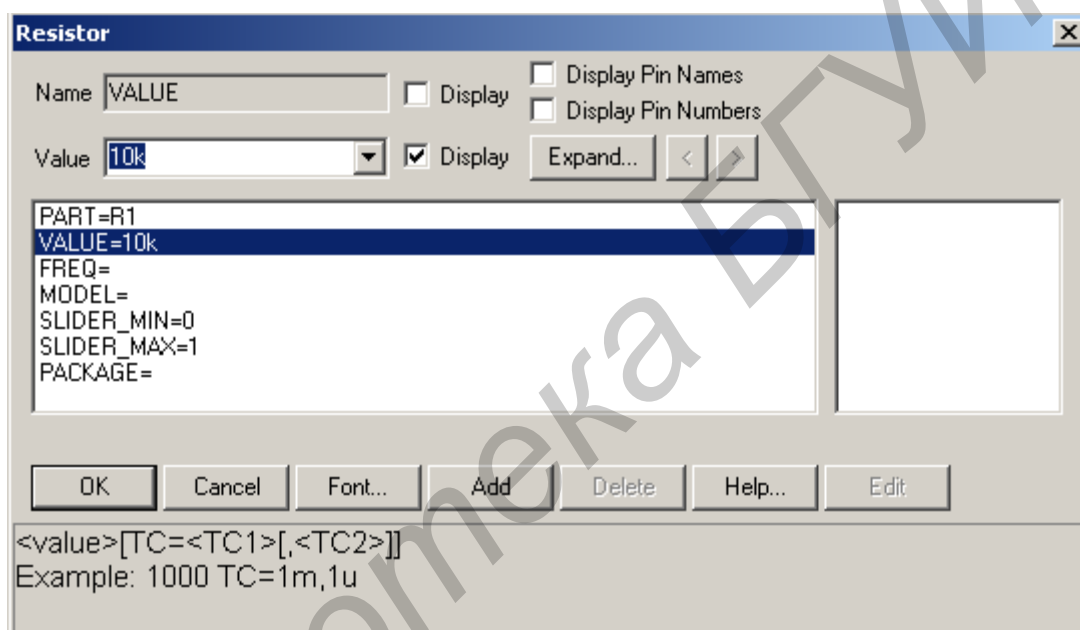 Resistor
Name VALUE Display Display Pin Names
Display Pin Numbers
Value 10k Display Expand... < >
PART=R1
VALUE=10k
FREQ=
MODEL=
SLIDER_MIN=0
SLIDER_MAX=1
PACKAGE=
OK Cancel Font... Add Delete Help... Edit
<value>[TC=<TC1>[,<TC2>]]
Example: 1000 TC=1m,1u